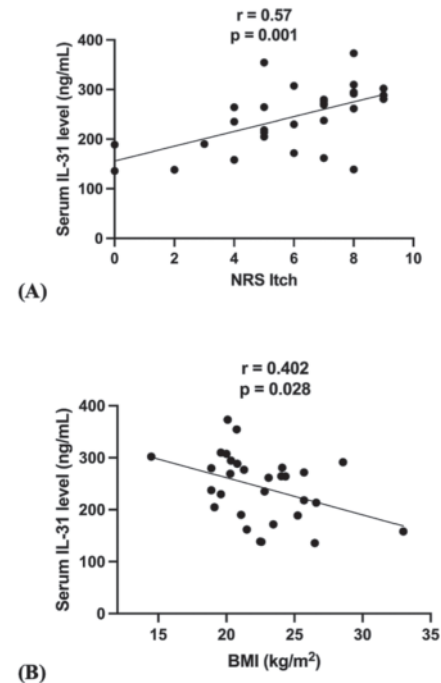 r = 0.57
p = 0.001
Serum IL-31 level (ng/mL)
400
300
200
100
0
0 2 4 6 8 10
NRS Itch
(A)
r = 0.402
p = 0.028
Serum IL-31 level (ng/mL)
400
300
200
100
0
15 20 25 30 35
BMI (kg/m²)
(B)